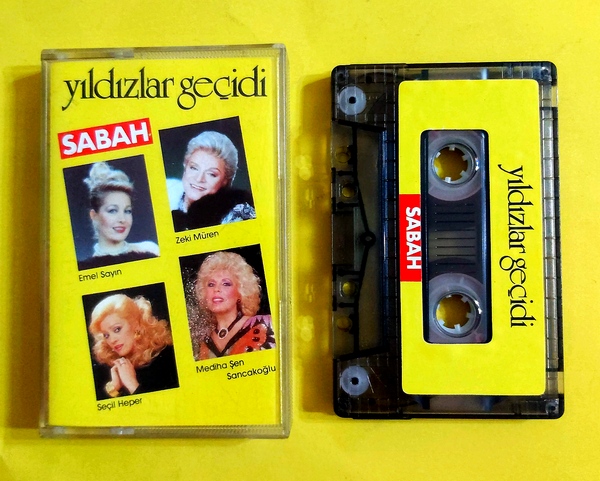 yıldızlar geçidi
SABAH
Zeki Müren
Emel Sayın
Mediha Şen
Sancakoğlu
Seçil Heper
yıldızlar geçidi
SABAH